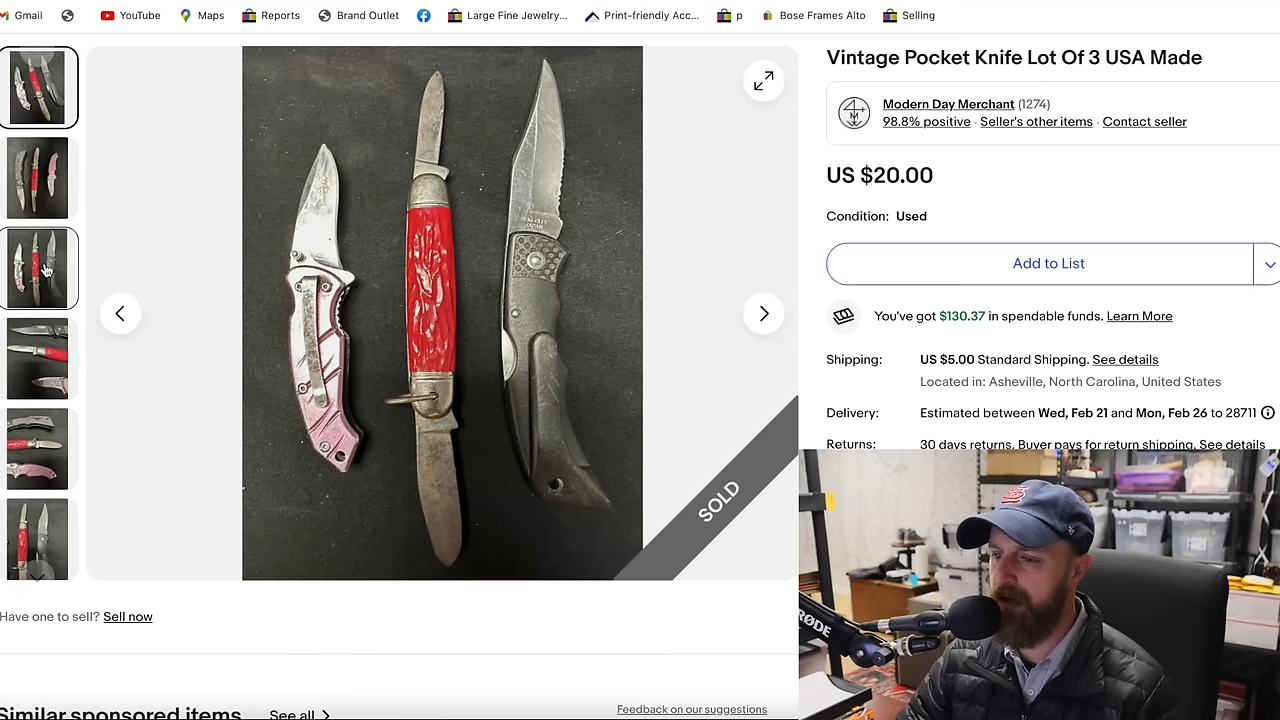 Gmail
YouTube
Maps
Reports
Brand Outlet
Large Fine Jewelry...
Print-friendly Acc...
p
Bose Frames Alto
Selling
Vintage Pocket Knife Lot Of 3 USA Made
Modern Day Merchant (1274)
98.8% positive · Seller's other items · Contact seller
US $20.00
Condition: Used
Add to List
You've got $130.37 in spendable funds. Learn More
Shipping: US $5.00 Standard Shipping. See details
Located in: Asheville, North Carolina, United States
Delivery: Estimated between Wed, Feb 21 and Mon, Feb 26 to 28711
Returns: 30 days returns. Buyer pays for return shipping. See details
SOLD
Have one to sell? Sell now
Similar sponsored items See all
Feedback on our suggestions
RØDE